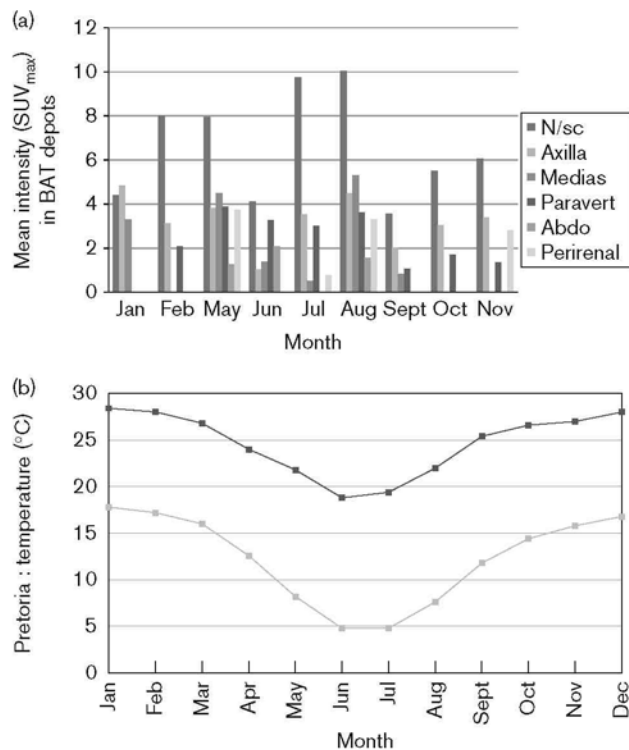 (a)
Mean intensity (SUVmax)
in BAT depots
12
10
8
6
4
2
0
Jan Feb May Jun Jul Aug Sept Oct Nov
Month
N/sc
Axilla
Medias
Paravert
Abdo
Perirenal
(b)
Pretoria : temperature (°C)
30
25
20
15
10
5
0
Jan Feb Mar Apr May Jun Jul Aug Sept Oct Nov Dec
Month